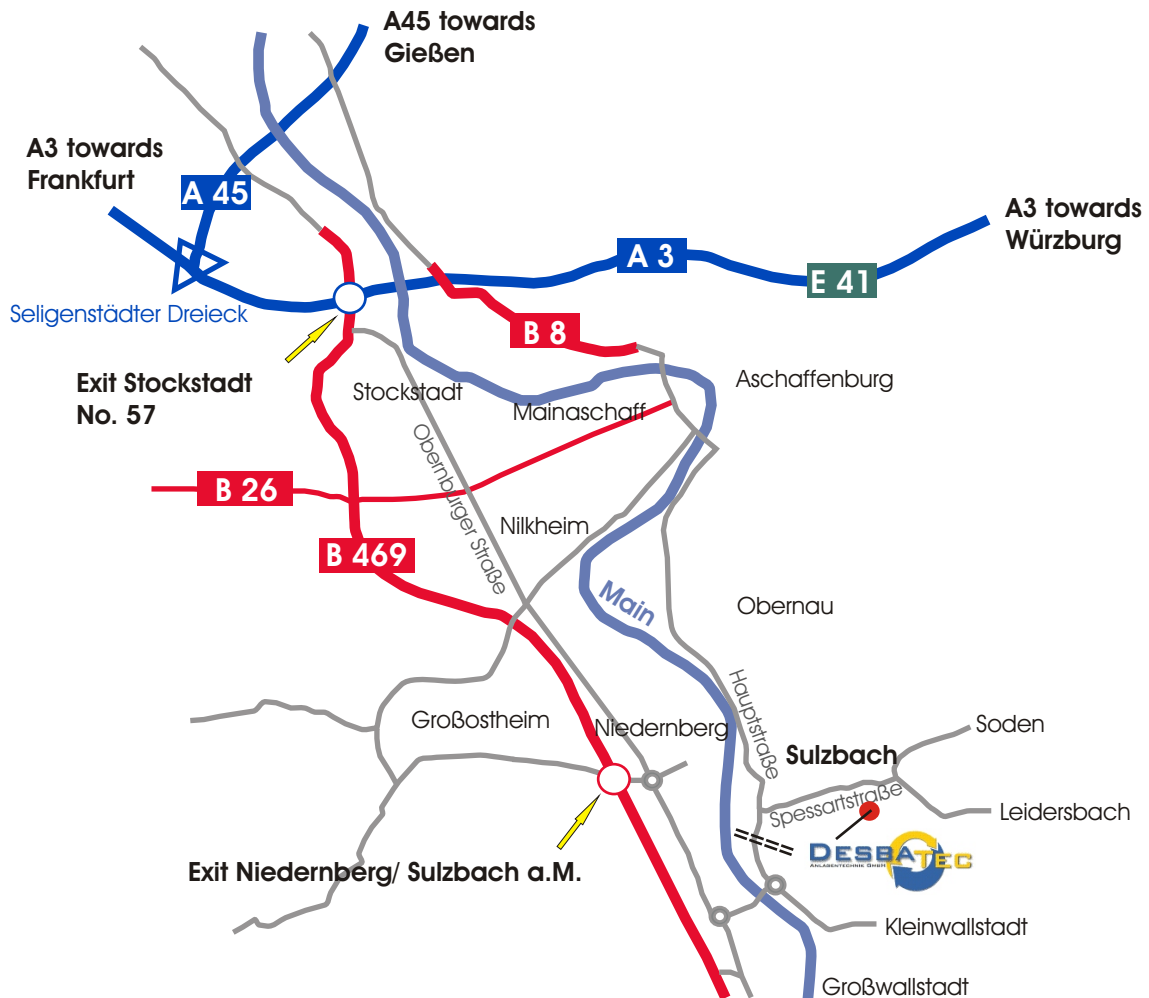 A45 towards
Gießen
A3 towards
Frankfurt
A 45
A3 towards
Würzburg
A 3
E 41
Seligenstädter Dreieck
B 8
Exit Stockstadt
No. 57
Stockstadt
Aschaffenburg
Mainaschaff
Obernburger Straße
B 26
Nilkheim
B 469
Main
Obernau
Hauptstraße
Großostheim
Niedernberg
Soden
Sulzbach
Spessartstraße
Leidersbach
DESBATEC
ANLAGENTECHNIK GMBH
Exit Niedernberg/ Sulzbach a.M.
Kleinwallstadt
Großwallstadt